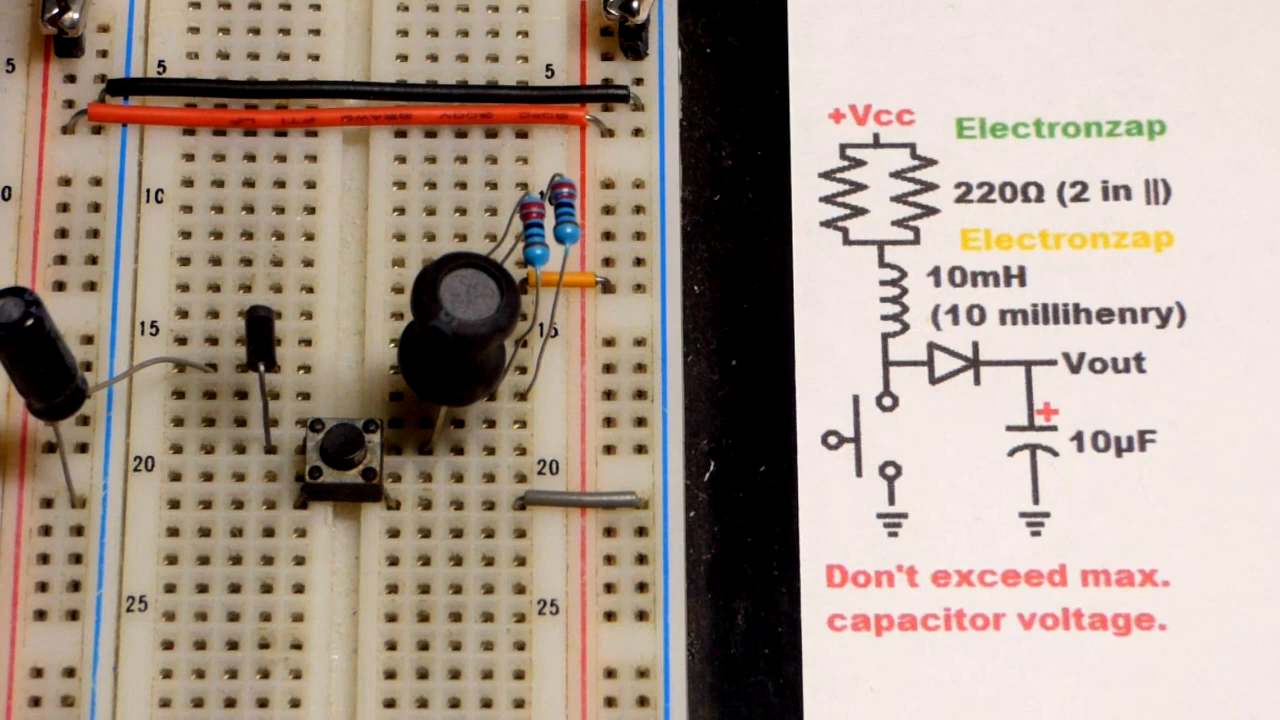 5
5
5
10
0
15
15
20
20
25
25
+Vcc
Electronzap
220Ω (2 in ||)
Electronzap
10mH
(10 millihenry)
Vout
+
10µF
Don't exceed max.
capacitor voltage.